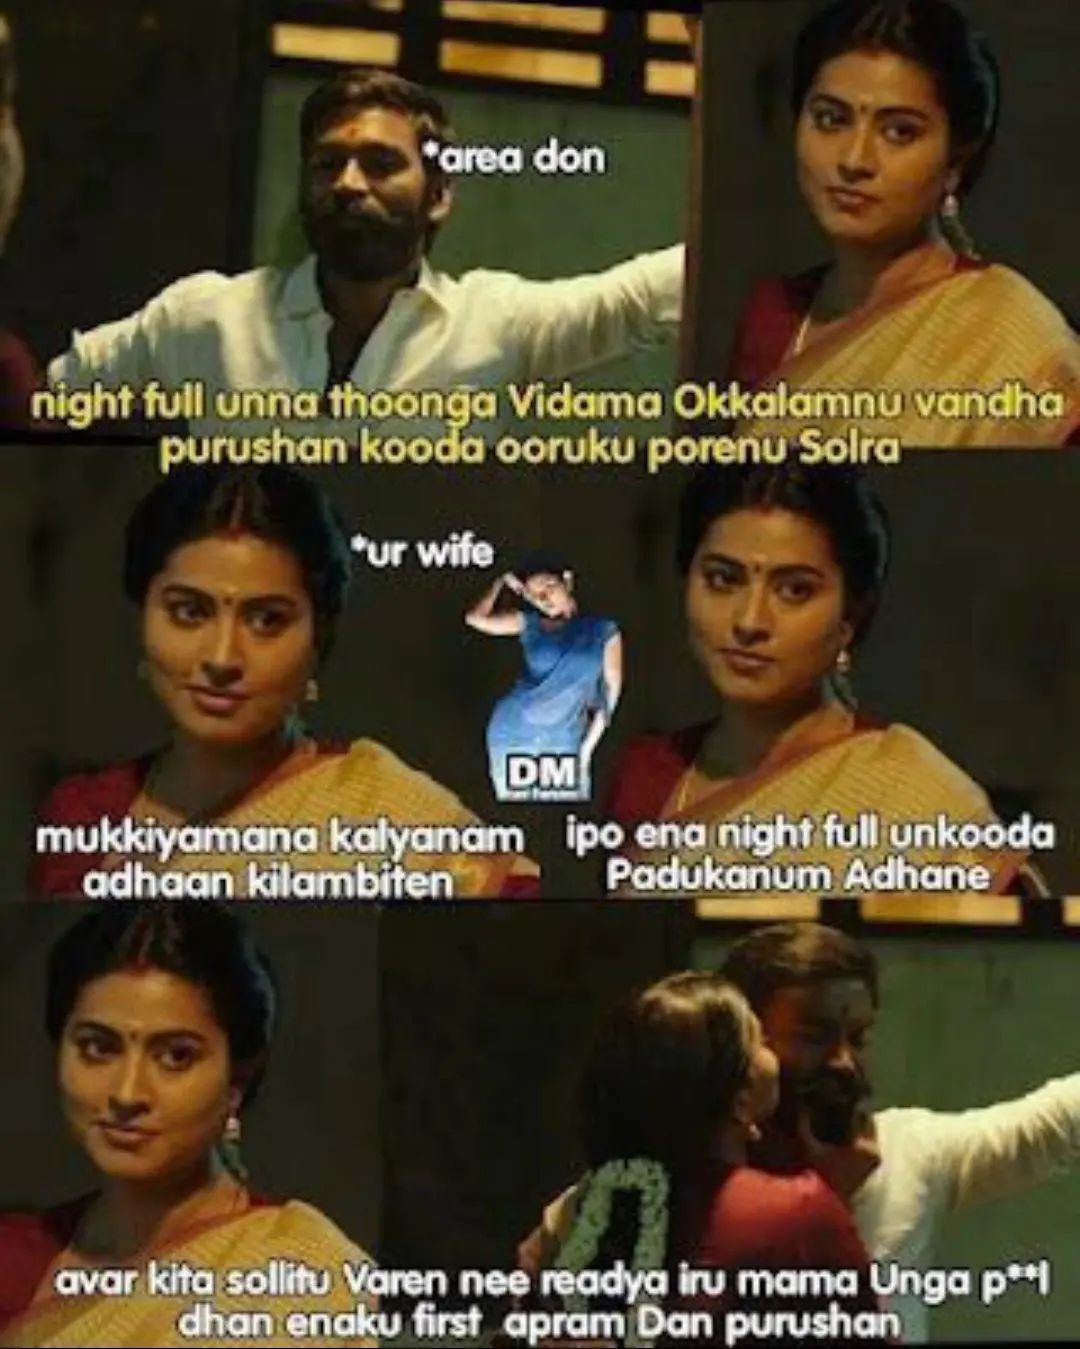 *area don
night full unna thoonga Vidama Okkalamnu vandha
purushan kooda ooruku porenu Solra
*ur wife
DM
mukkiyamana kalyanam
adhaan kilambiten
ipo ena night full unkooda
Padukanum Adhane
avar kita sollitu Varen nee readya iru mama Unga p**l
dhan enaku first apram Dan purushan